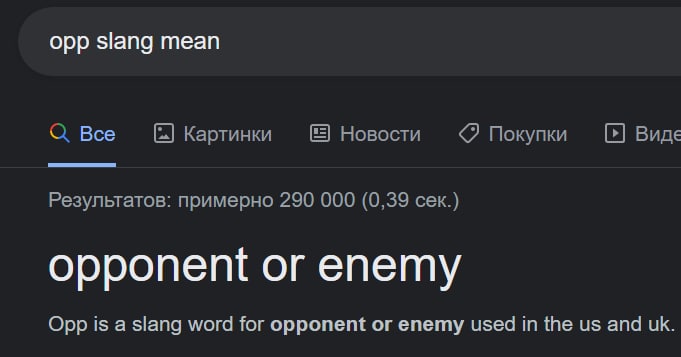 opp slang mean
Все Картинки Новости Покупки
Результатов: примерно 290 000 (0,39 сек.)
opponent or enemy
Opp is a slang word for opponent or enemy used in the us and uk.